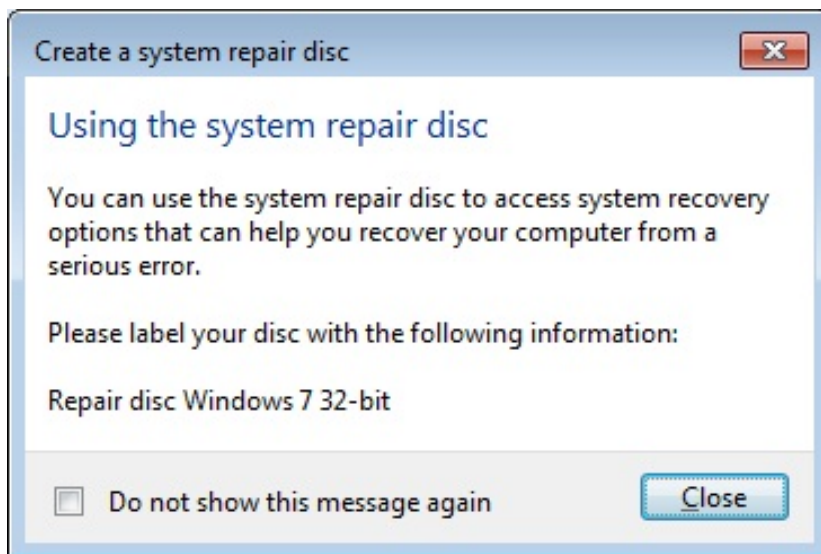 Create a system repair disc
Using the system repair disc
You can use the system repair disc to access system recovery
options that can help you recover your computer from a
serious error.
Please label your disc with the following information:
Repair disc Windows 7 32-bit
Do not show this message again
Close